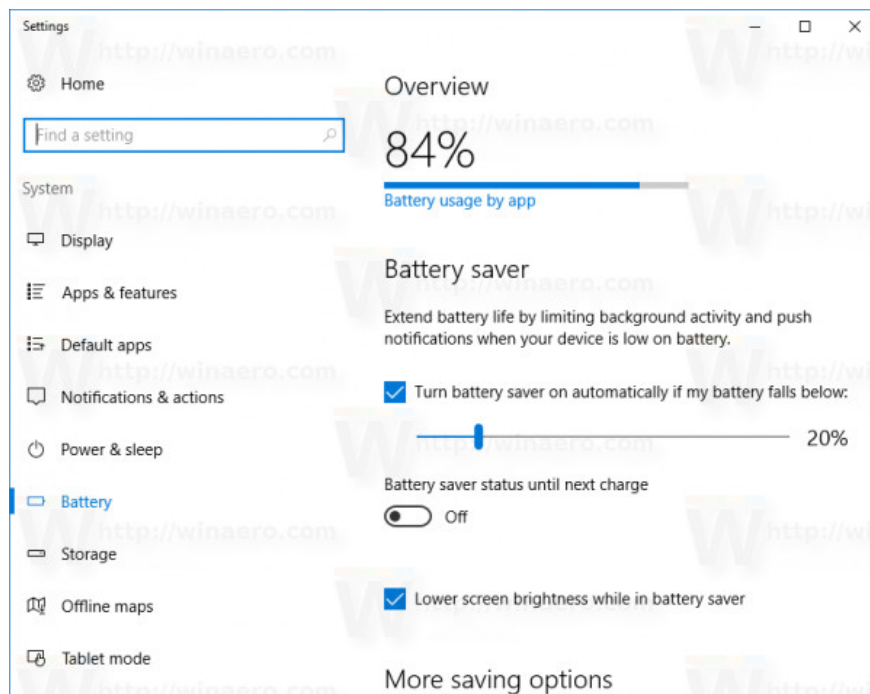 Settings
Home
Find a setting
System
Display
Apps & features
Default apps
Notifications & actions
Power & sleep
Battery
Storage
Offline maps
Tablet mode
Overview
84%
Battery usage by app
Battery saver
Extend battery life by limiting background activity and push
notifications when your device is low on battery.
Turn battery saver on automatically if my battery falls below:
20%
Battery saver status until next charge
Off
Lower screen brightness while in battery saver
More saving options
http://winaero.com